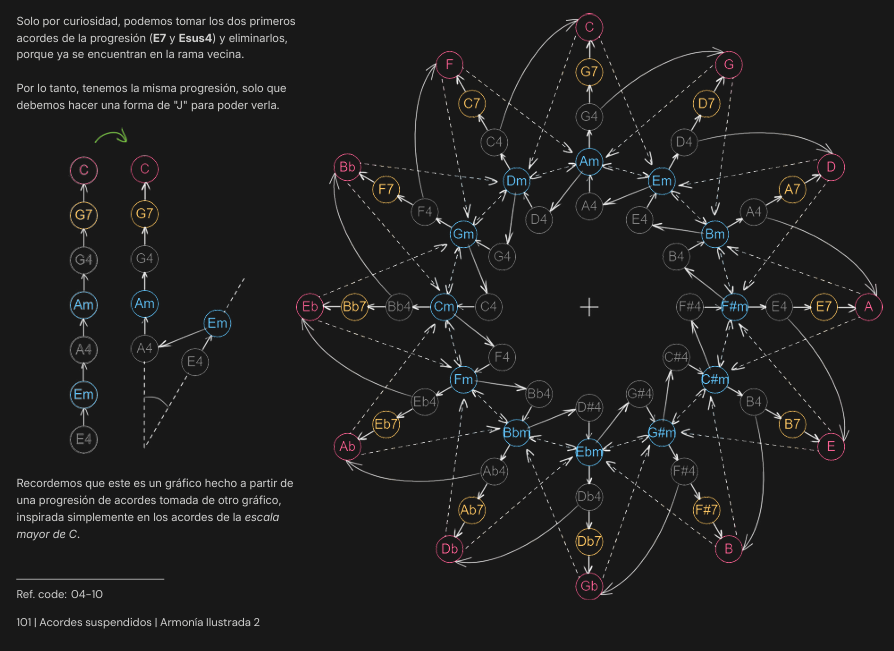 Solo por curiosidad, podemos tomar los dos primeros
acordes de la progresión (E7 y Esus4) y eliminarlos,
porque ya se encuentran en la rama vecina.
Por lo tanto, tenemos la misma progresión, solo que
debemos hacer una forma de "J" para poder verla.
C C
G7 G7
G4 G4
Am Am Em
A4 A4 E4
Em
E4
Recordemos que este es un gráfico hecho a partir de
una progresión de acordes tomada de otro gráfico,
inspirada simplemente en los acordes de la escala
mayor de C.
Ref. code: 04-10
101 | Acordes suspendidos | Armonía Ilustrada 2
C
G7
G4
Am
A4
G
D7
D4
Em
E4
D
A7
A4
Bm
B4
A
E7
E4
F#m
F#4
E
B7
B4
C#m
C#4
B
F#7
F#4
G#m
G#4
Gb
Db7
Db4
Ebm
D#4
Db
Ab7
Ab4
Bbm
Bb4
Ab
Eb7
Eb4
Fm
F4
Eb
Bb7
Bb4
Cm
C4
Bb
F7
F4
Gm
G4
F
C7
C4
Dm
D4